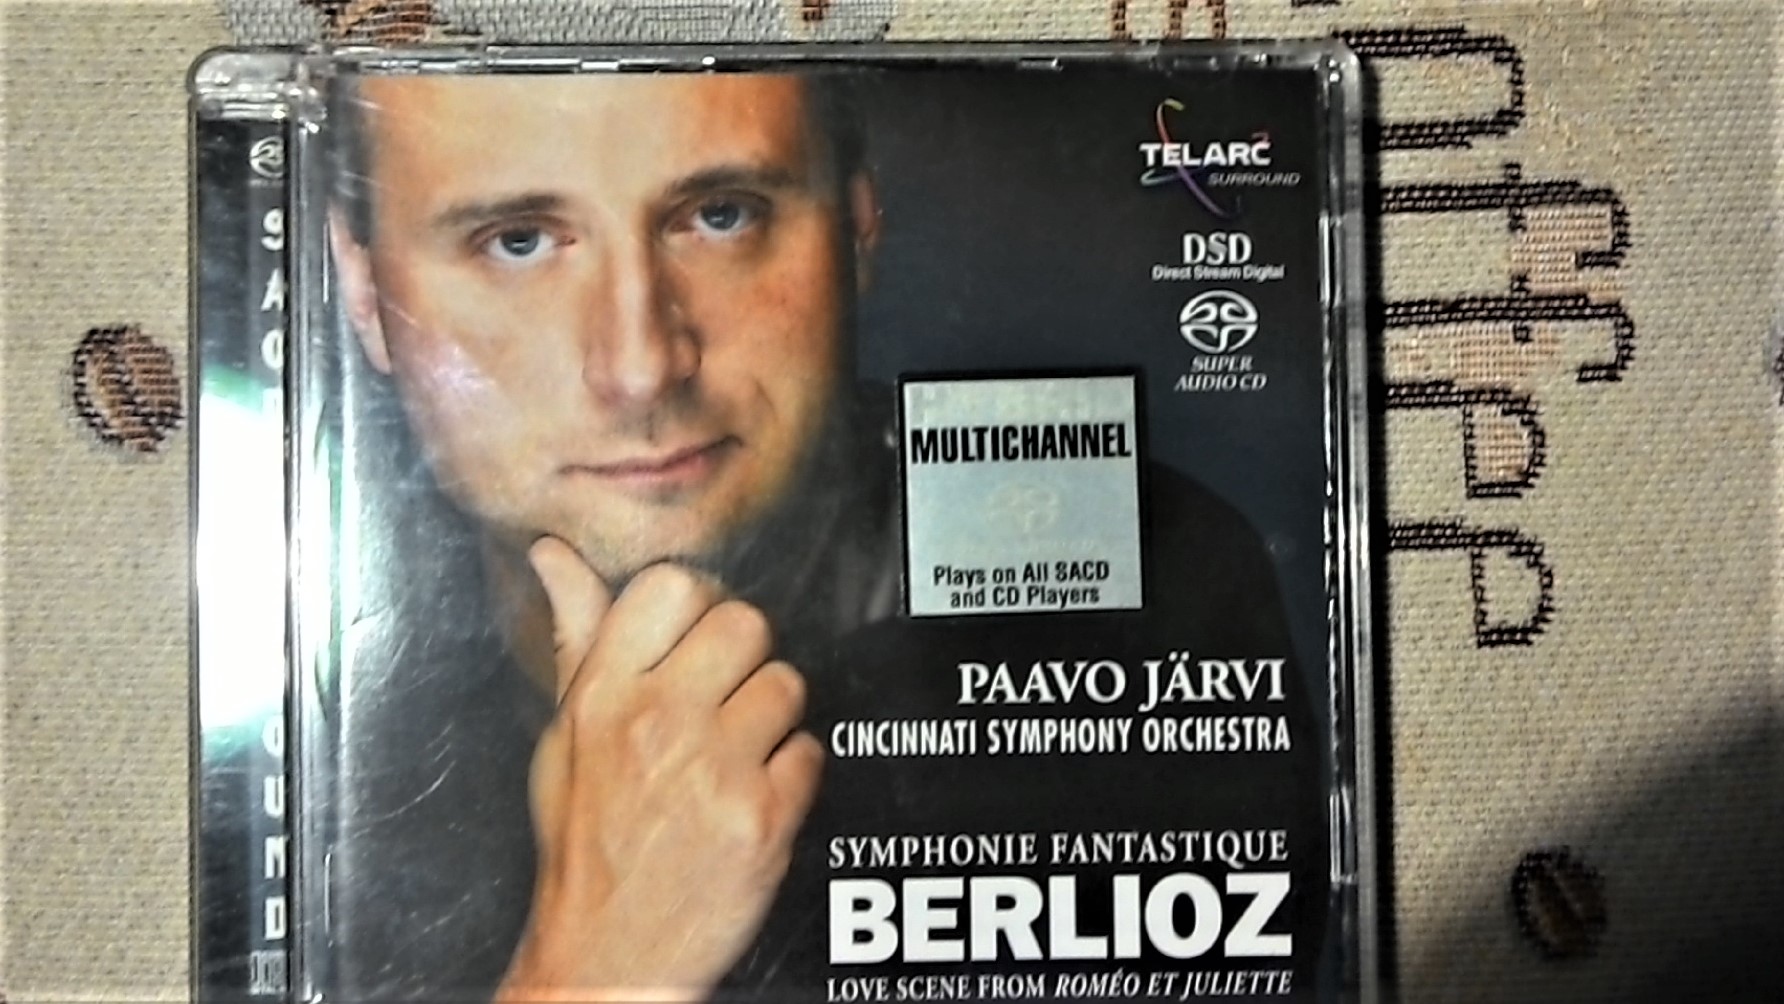 TELARC
SURROUND
DSD
Direct Stream Digital
SUPER
AUDIO CD
MULTICHANNEL
Plays on All SACD
and CD Players
PAAVO JÄRVI
CINCINNATI SYMPHONY ORCHESTRA
SYMPHONIE FANTASTIQUE
BERLIOZ
LOVE SCENE FROM ROMÉO ET JULIETTE